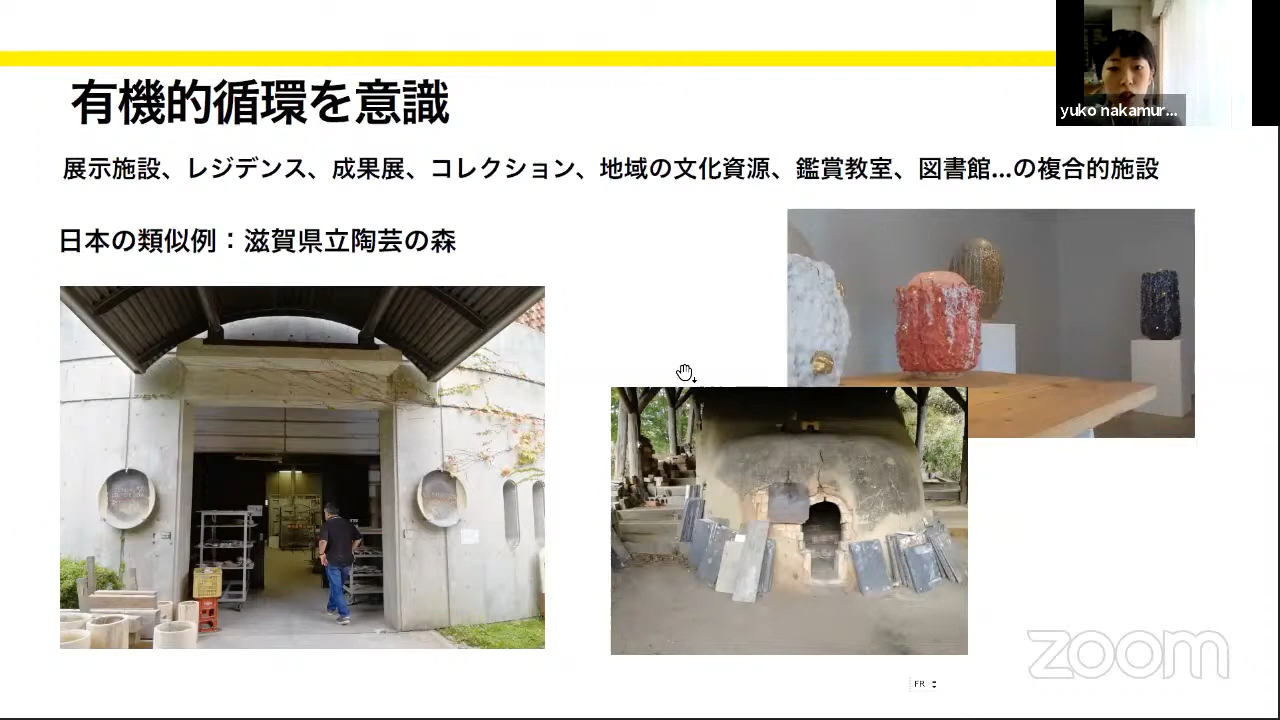 有機的循環を意識
yuko nakamur...
展示施設、レジデンス、成果展、コレクション、地域の文化資源、鑑賞教室、図書館...の複合的施設
日本の類似例：滋賀県立陶芸の森
zoom
FR